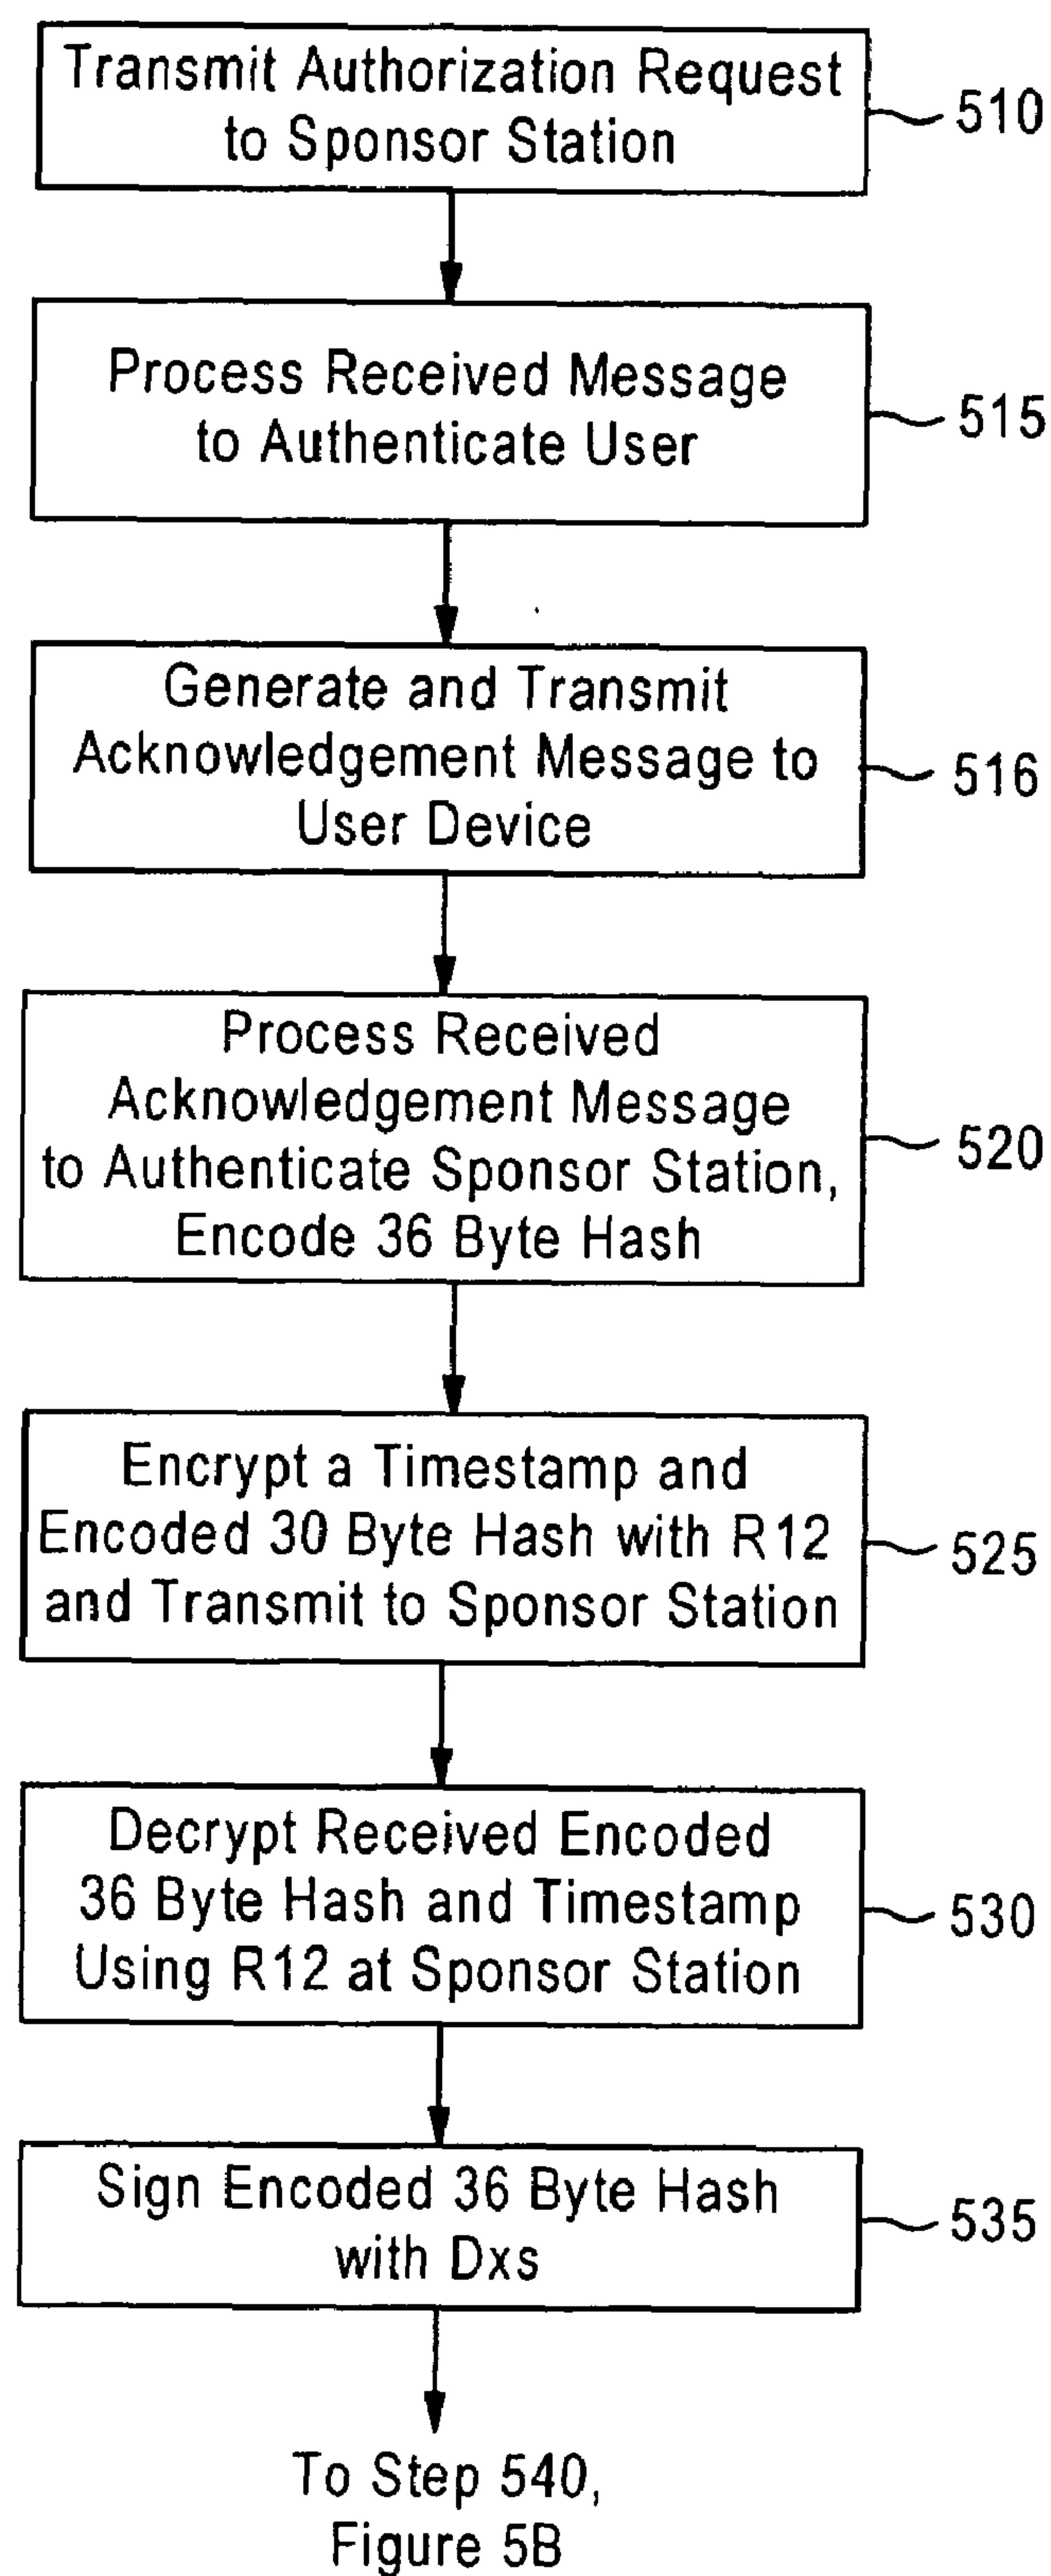 Transmit Authorization Request
to Sponsor Station
510
Process Received Message
to Authenticate User
515
Generate and Transmit
Acknowledgement Message to
User Device
516
Process Received
Acknowledgement Message
to Authenticate Sponsor Station,
Encode 36 Byte Hash
520
Encrypt a Timestamp and
Encoded 30 Byte Hash with R12
and Transmit to Sponsor Station
525
Decrypt Received Encoded
36 Byte Hash and Timestamp
Using R12 at Sponsor Station
530
Sign Encoded 36 Byte Hash
with Dxs
535
To Step 540,
Figure 5B